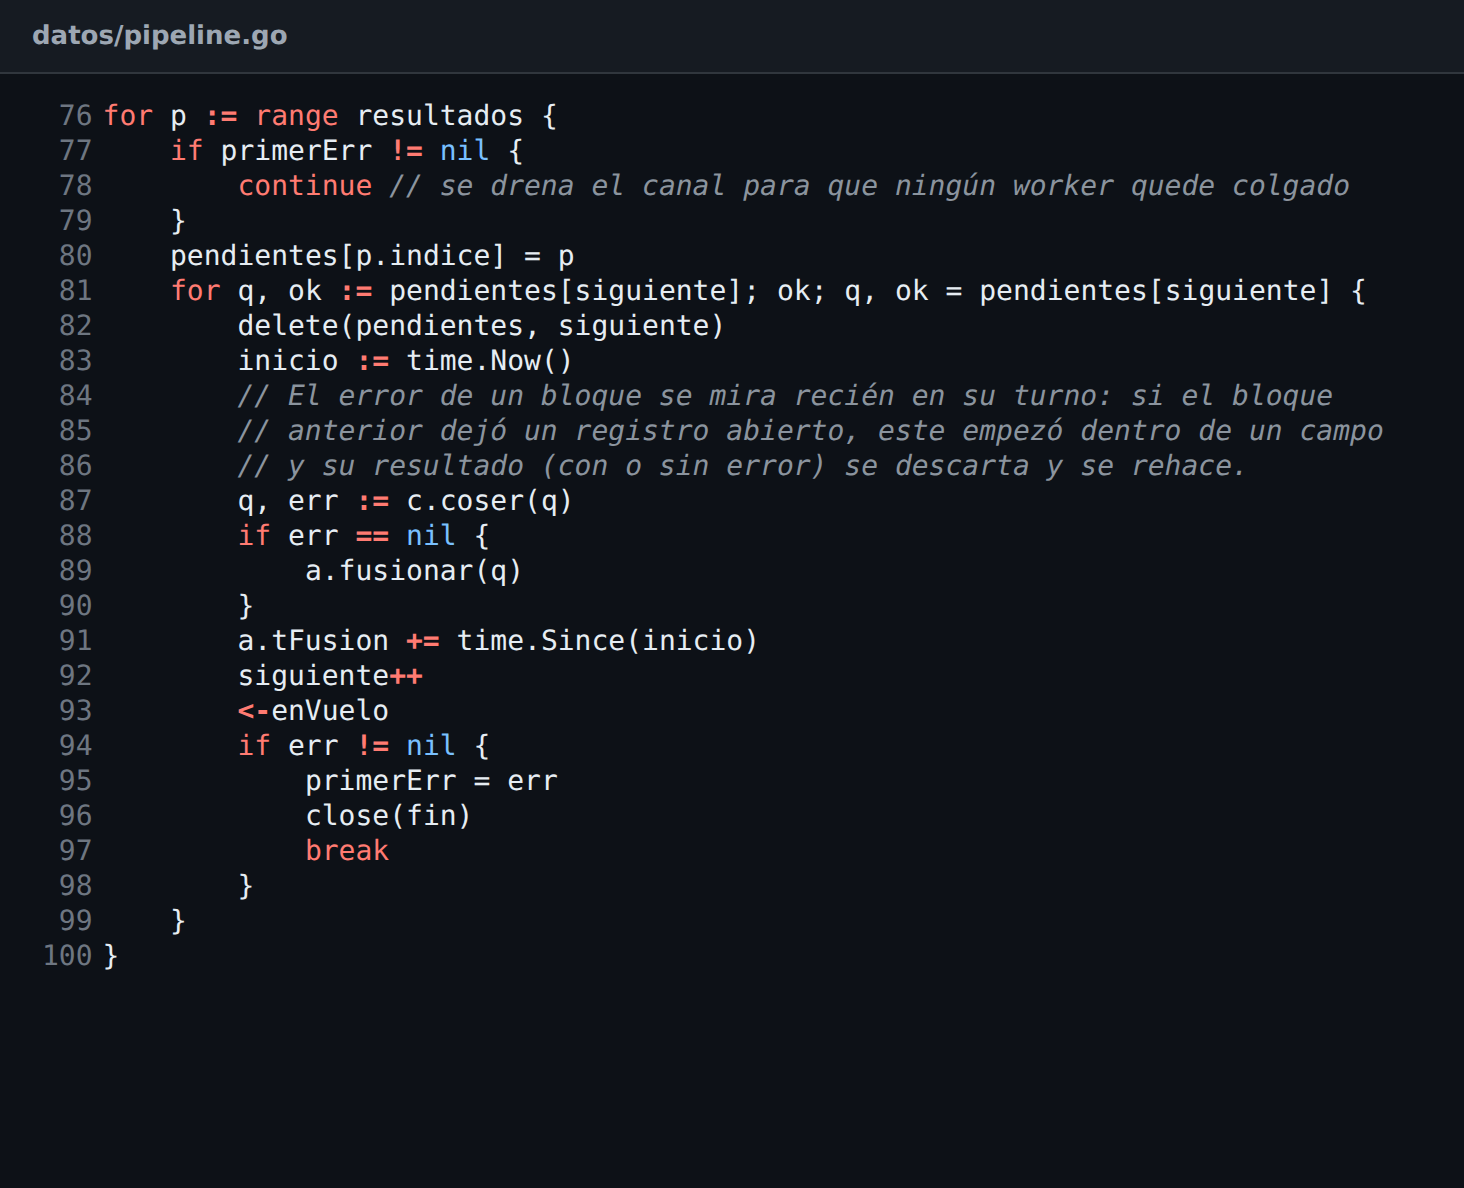 datos/pipeline.go
76 for p := range resultados {
77     if primerErr != nil {
78         continue // se drena el canal para que ningún worker quede colgado
79     }
80     pendientes[p.indice] = p
81     for q, ok := pendientes[siguiente]; ok; q, ok = pendientes[siguiente] {
82         delete(pendientes, siguiente)
83         inicio := time.Now()
84         // El error de un bloque se mira recién en su turno: si el bloque
85         // anterior dejó un registro abierto, este empezó dentro de un campo
86         // y su resultado (con o sin error) se descarta y se rehace.
87         q, err := c.coser(q)
88         if err == nil {
89             a.fusionar(q)
90         }
91         a.tFusion += time.Since(inicio)
92         siguiente++
93         <-enVuelo
94         if err != nil {
95             primerErr = err
96             close(fin)
97             break
98         }
99     }
100 }